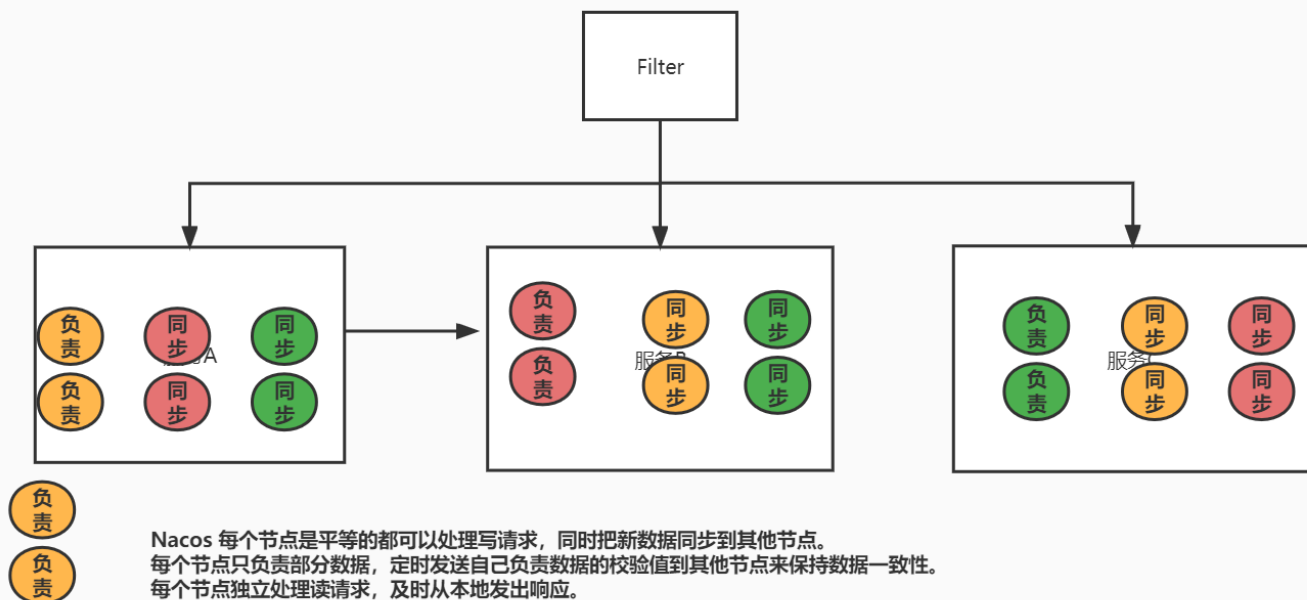 Filter
负责
同步
同步
负责
同步
同步
负责
同步
同步
负责
同步
同步
负责
同步
同步
负责
同步
同步
A
服务
服务
负责
负责
Nacos 每个节点是平等的都可以处理写请求，同时把新数据同步到其他节点。
每个节点只负责部分数据，定时发送自己负责数据的校验值到其他节点来保持数据一致性。
每个节点独立处理读请求，及时从本地发出响应。